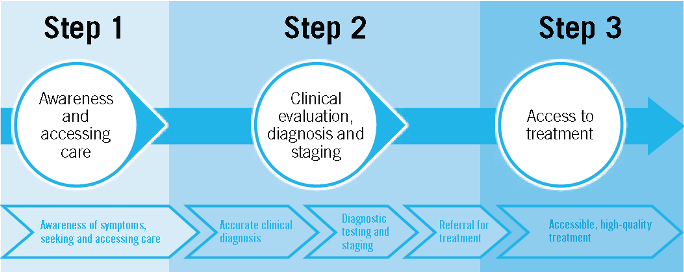 Step 1
Step 2
Step 3
Awareness
and
accessing
care
Clinical
evaluation,
diagnosis and
staging
Access to
treatment
Awareness of symptoms,
seeking and accessing care
Accurate clinical
diagnosis
Diagnostic
testing and
staging
Referral for
treatment
Accessible, high-quality
treatment